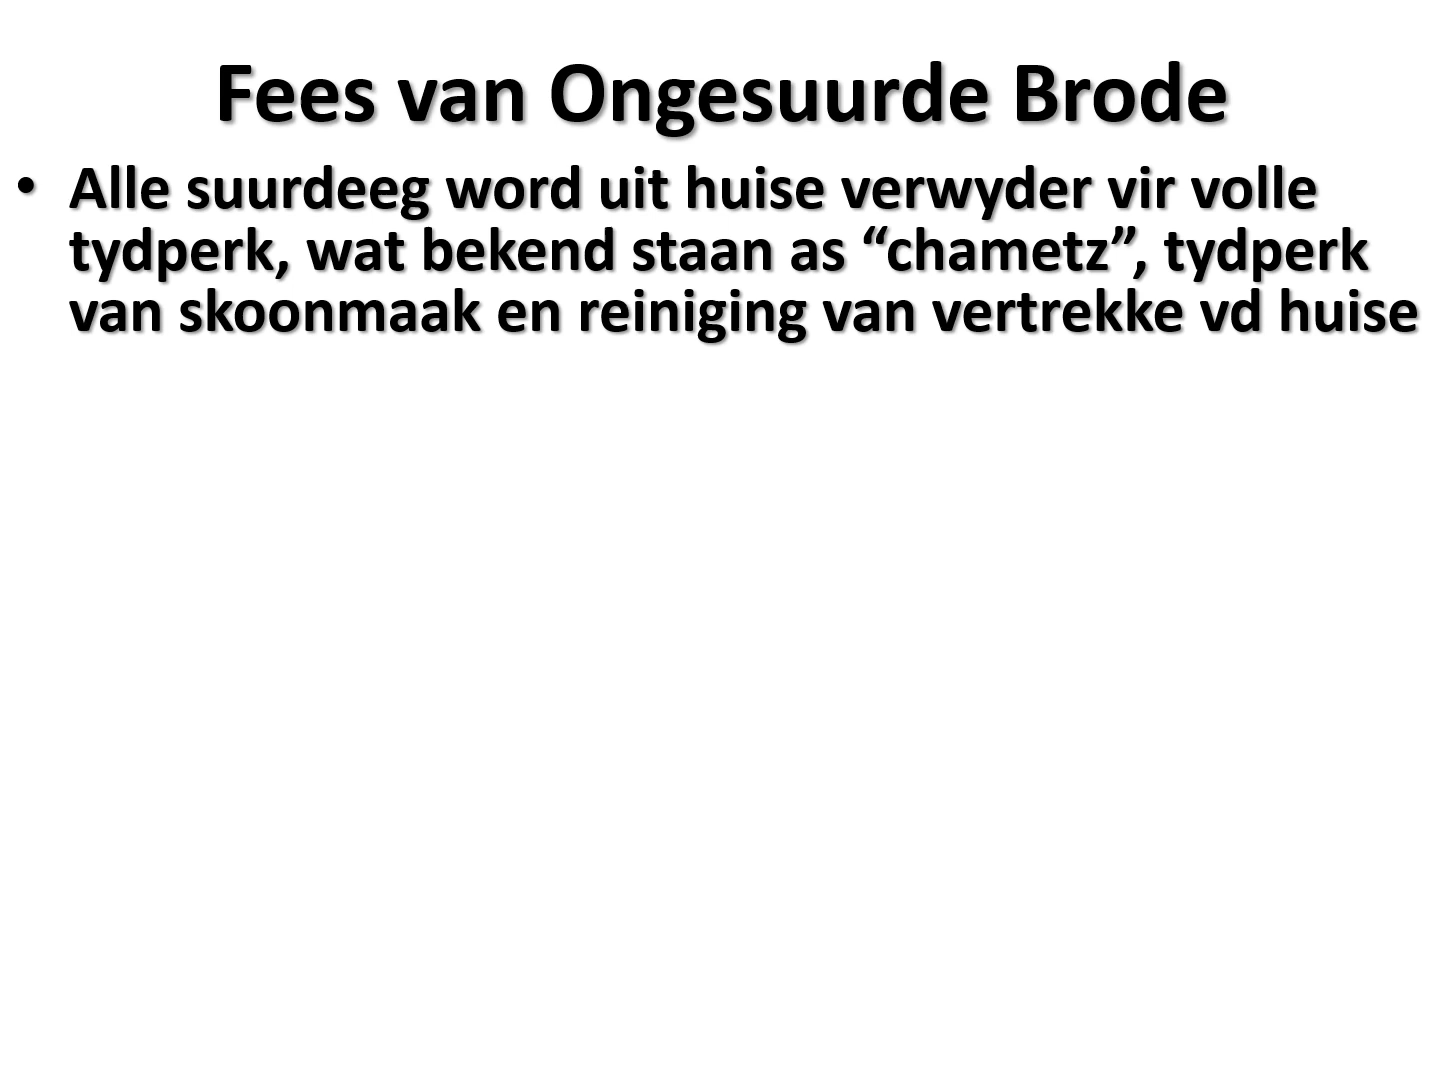 Fees van Ongesuurde Brode
• Alle suurdeeg word uit huise verwyder vir volle
tydperk, wat bekend staan as “chametz”, tydperk
van skoonmaak en reiniging van vertrekke vd huise